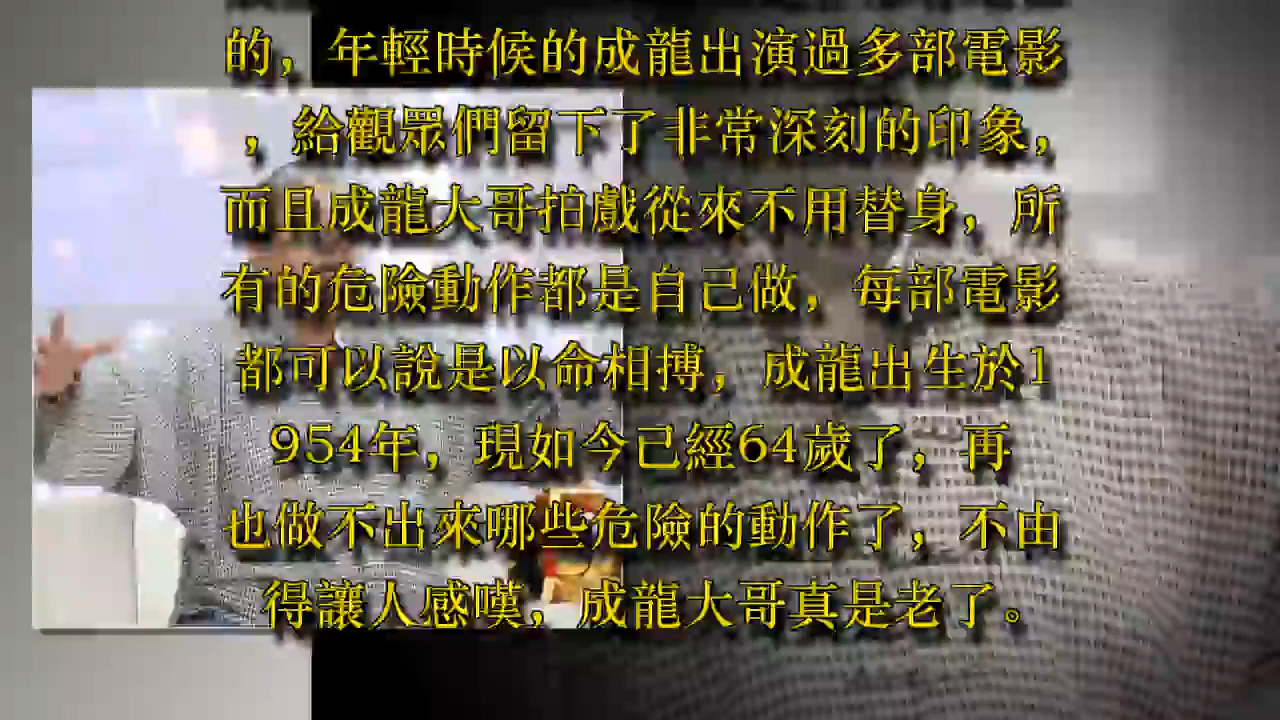 的，年輕時候的成龍出演過多部電影
，給觀眾們留下了非常深刻的印象，
而且成龍大哥拍戲從來不用替身，所
有的危險動作都是自己做，每部電影
都可以說是以命相搏，成龍出生於1
954年，現如今已經64歲了，再
也做不出來哪些危險的動作了，不由
得讓人感嘆，成龍大哥真是老了。